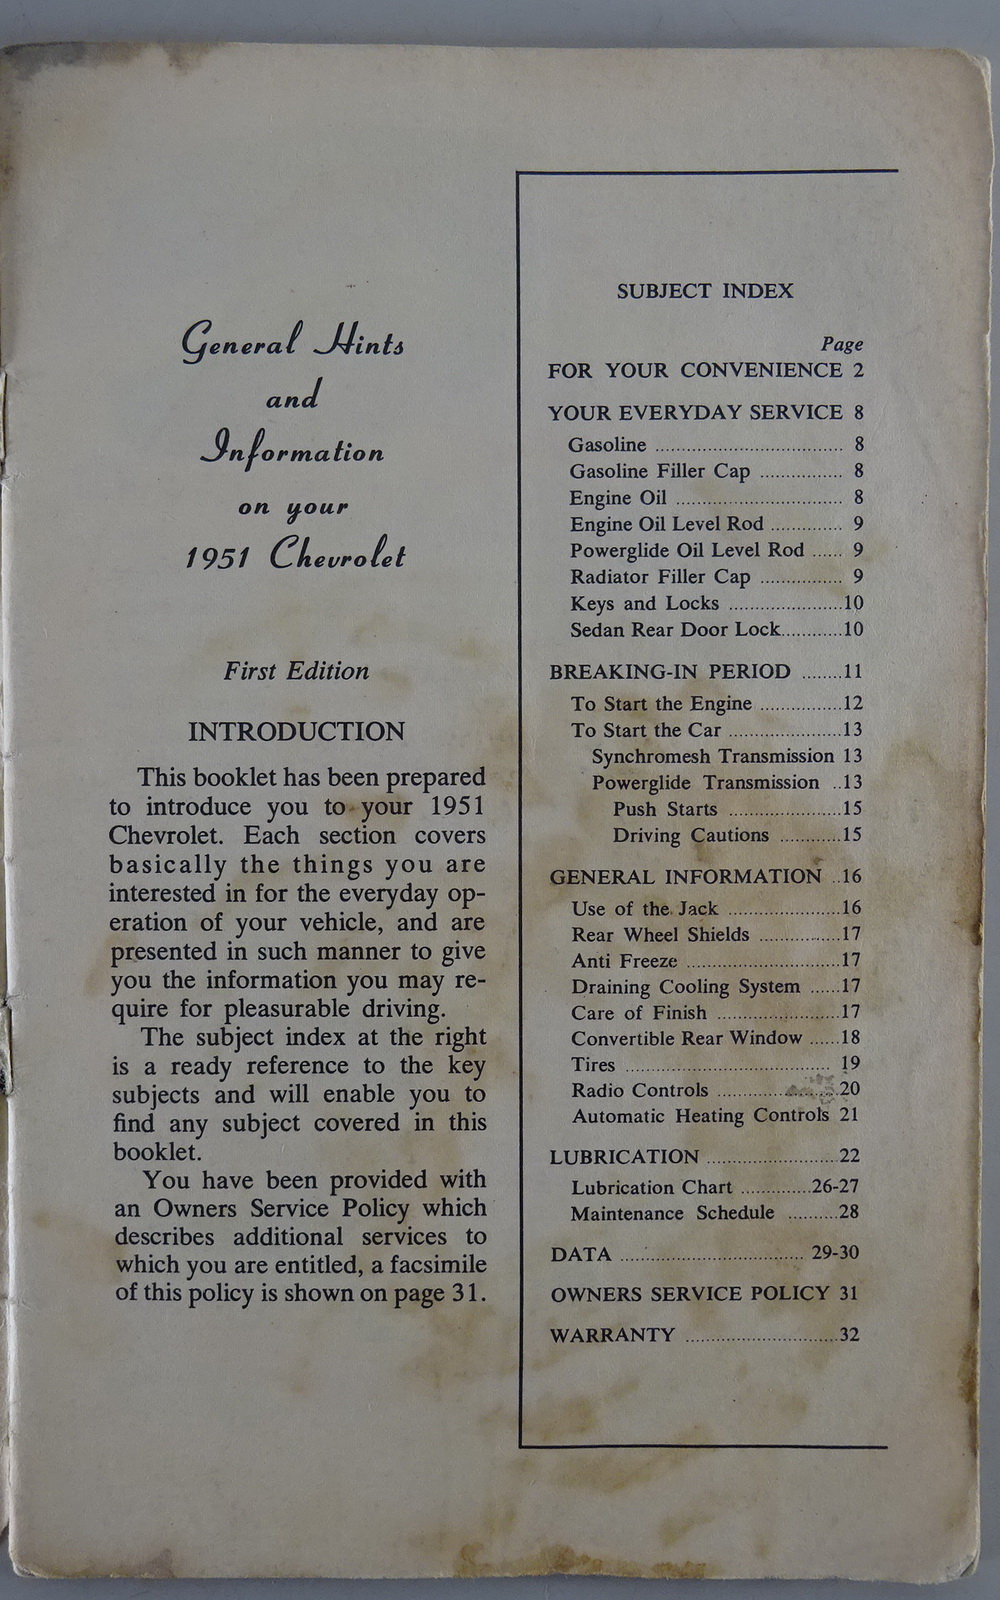 General Hints
and
Information
on your
1951 Chevrolet
First Edition
INTRODUCTION
This booklet has been prepared
to introduce you to your 1951
Chevrolet. Each section covers
basically the things you are
interested in for the everyday op-
eration of your vehicle, and are
presented in such manner to give
you the information you may re-
quire for pleasurable driving.
The subject index at the right
is a ready reference to the key
subjects and will enable you to
find any subject covered in this
booklet.
You have been provided with
an Owners Service Policy which
describes additional services to
which you are entitled, a facsimile
of this policy is shown on page 31.
SUBJECT INDEX
Page
FOR YOUR CONVENIENCE 2
YOUR EVERYDAY SERVICE 8
Gasoline .................................... 8
Gasoline Filler Cap ................ 8
Engine Oil ................................ 8
Engine Oil Level Rod .............. 9
Powerglide Oil Level Rod ...... 9
Radiator Filler Cap ................ 9
Keys and Locks ......................10
Sedan Rear Door Lock............10
BREAKING-IN PERIOD ........11
To Start the Engine ................12
To Start the Car ......................13
Synchromesh Transmission 13
Powerglide Transmission ..13
Push Starts ......................15
Driving Cautions ............15
GENERAL INFORMATION ..16
Use of the Jack ......................16
Rear Wheel Shields ................17
Anti Freeze ..............................17
Draining Cooling System ......17
Care of Finish ........................17
Convertible Rear Window ......18
Tires ........................................ 19
Radio Controls ........................20
Automatic Heating Controls 21
LUBRICATION ..........................22
Lubrication Chart ..............26-27
Maintenance Schedule ..........28
DATA .................................... 29-30
OWNERS SERVICE POLICY 31
WARRANTY ..............................32